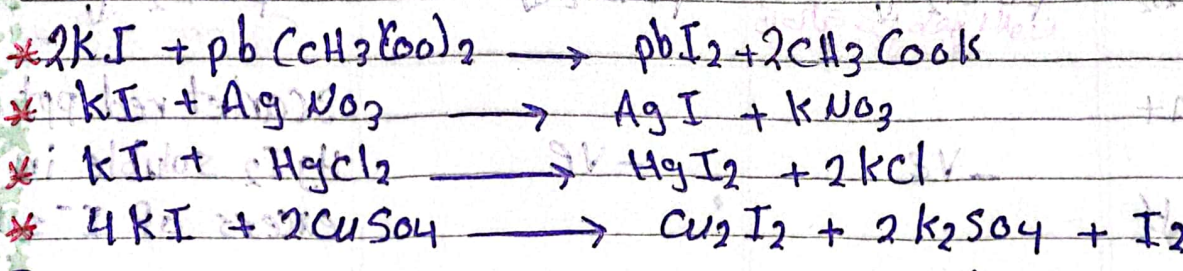 * 2KI + pb(CH3Coo)2 ⟶ pbI2 + 2CH3Cook
* kI + AgNO3 ⟶ AgI + KNO3
* kI + HgCl2 ⟶ HgI2 + 2kCl
* 4KI + 2CuSO4 ⟶ Cu2I2 + 2K2SO4 + I2